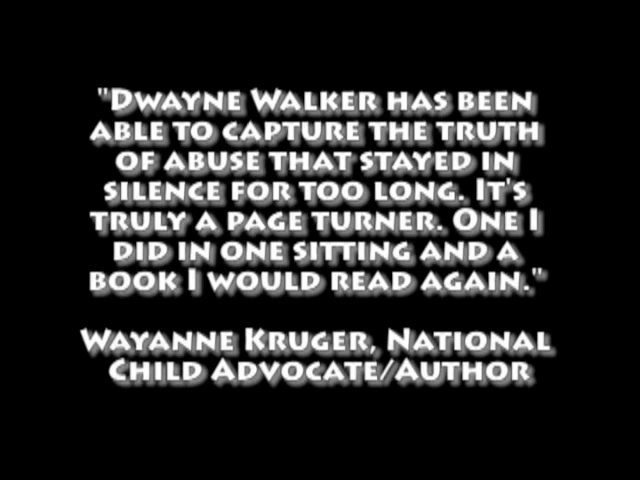 "Dwayne Walker has been
able to capture the truth
of abuse that stayed in
silence for too long. It's
truly a page turner. One I
did in one sitting and a
book I would read again."
Wayanne Kruger, National
Child Advocate/Author